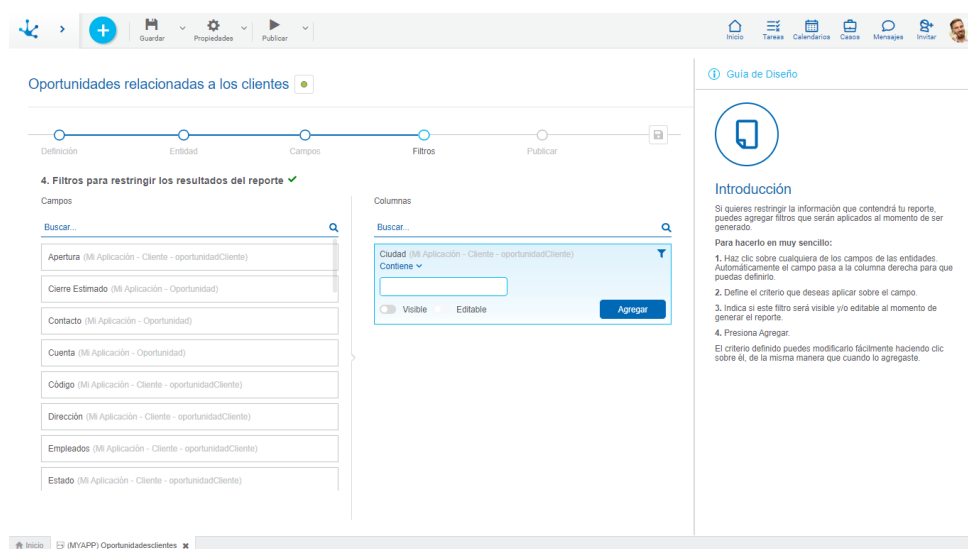 Guardar
Propiedades
Publicar
Inicio
Tareas
Calendarios
Casos
Mensajes
Invitar
Oportunidades relacionadas a los clientes
Definición
Entidad
Campos
Filtros
Publicar
4. Filtros para restringir los resultados del reporte
Campos
Buscar...
Apertura (Mi Aplicación - Cliente - oportunidadCliente)
Cierre Estimado (Mi Aplicación - Oportunidad)
Contacto (Mi Aplicación - Oportunidad)
Cuenta (Mi Aplicación - Oportunidad)
Código (Mi Aplicación - Cliente - oportunidadCliente)
Dirección (Mi Aplicación - Cliente - oportunidadCliente)
Empleados (Mi Aplicación - Cliente - oportunidadCliente)
Estado (Mi Aplicación - Cliente - oportunidadCliente)
Columnas
Buscar...
Ciudad (Mi Aplicación - Cliente - oportunidadCliente)
Contiene
Visible
Editable
Agregar
Guía de Diseño
Introducción
Si quieres restringir la información que contendrá tu reporte,
puedes agregar filtros que serán aplicados al momento de ser
generado.
Para hacerlo en muy sencillo:
1. Haz clic sobre cualquiera de los campos de las entidades.
Automáticamente el campo pasa a la columna derecha para que
puedas definirlo.
2. Define el criterio que deseas aplicar sobre el campo.
3. Indica si este filtro será visible y/o editable al momento de
generar el reporte.
4. Presiona Agregar.
El criterio definido puedes modificarlo fácilmente haciendo clic
sobre él, de la misma manera que cuando lo agregaste.
Inicio
(MYAPP) Oportunidadesclientes